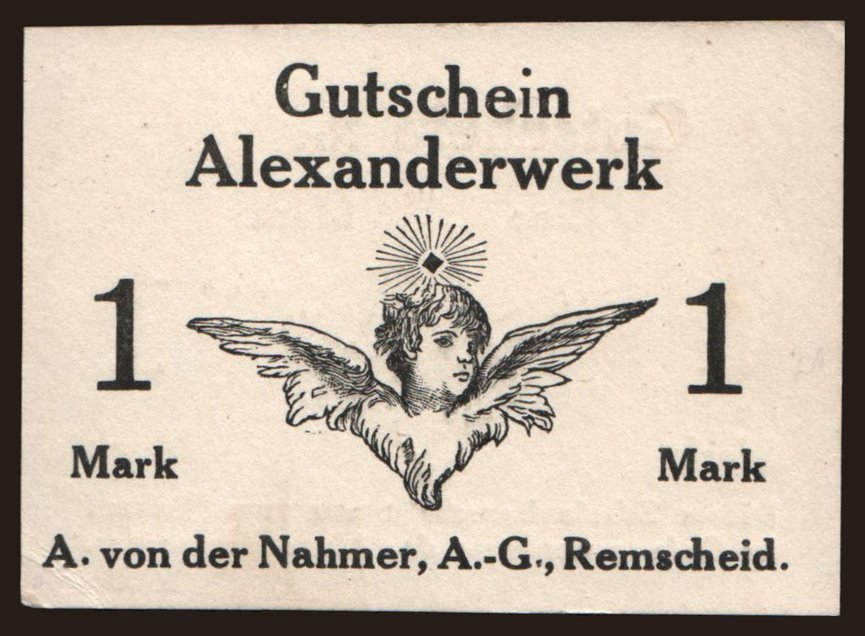 Gutschein
Alexanderwerk
1 1
Mark Mark
A. von der Nahmer, A.-G., Remscheid.